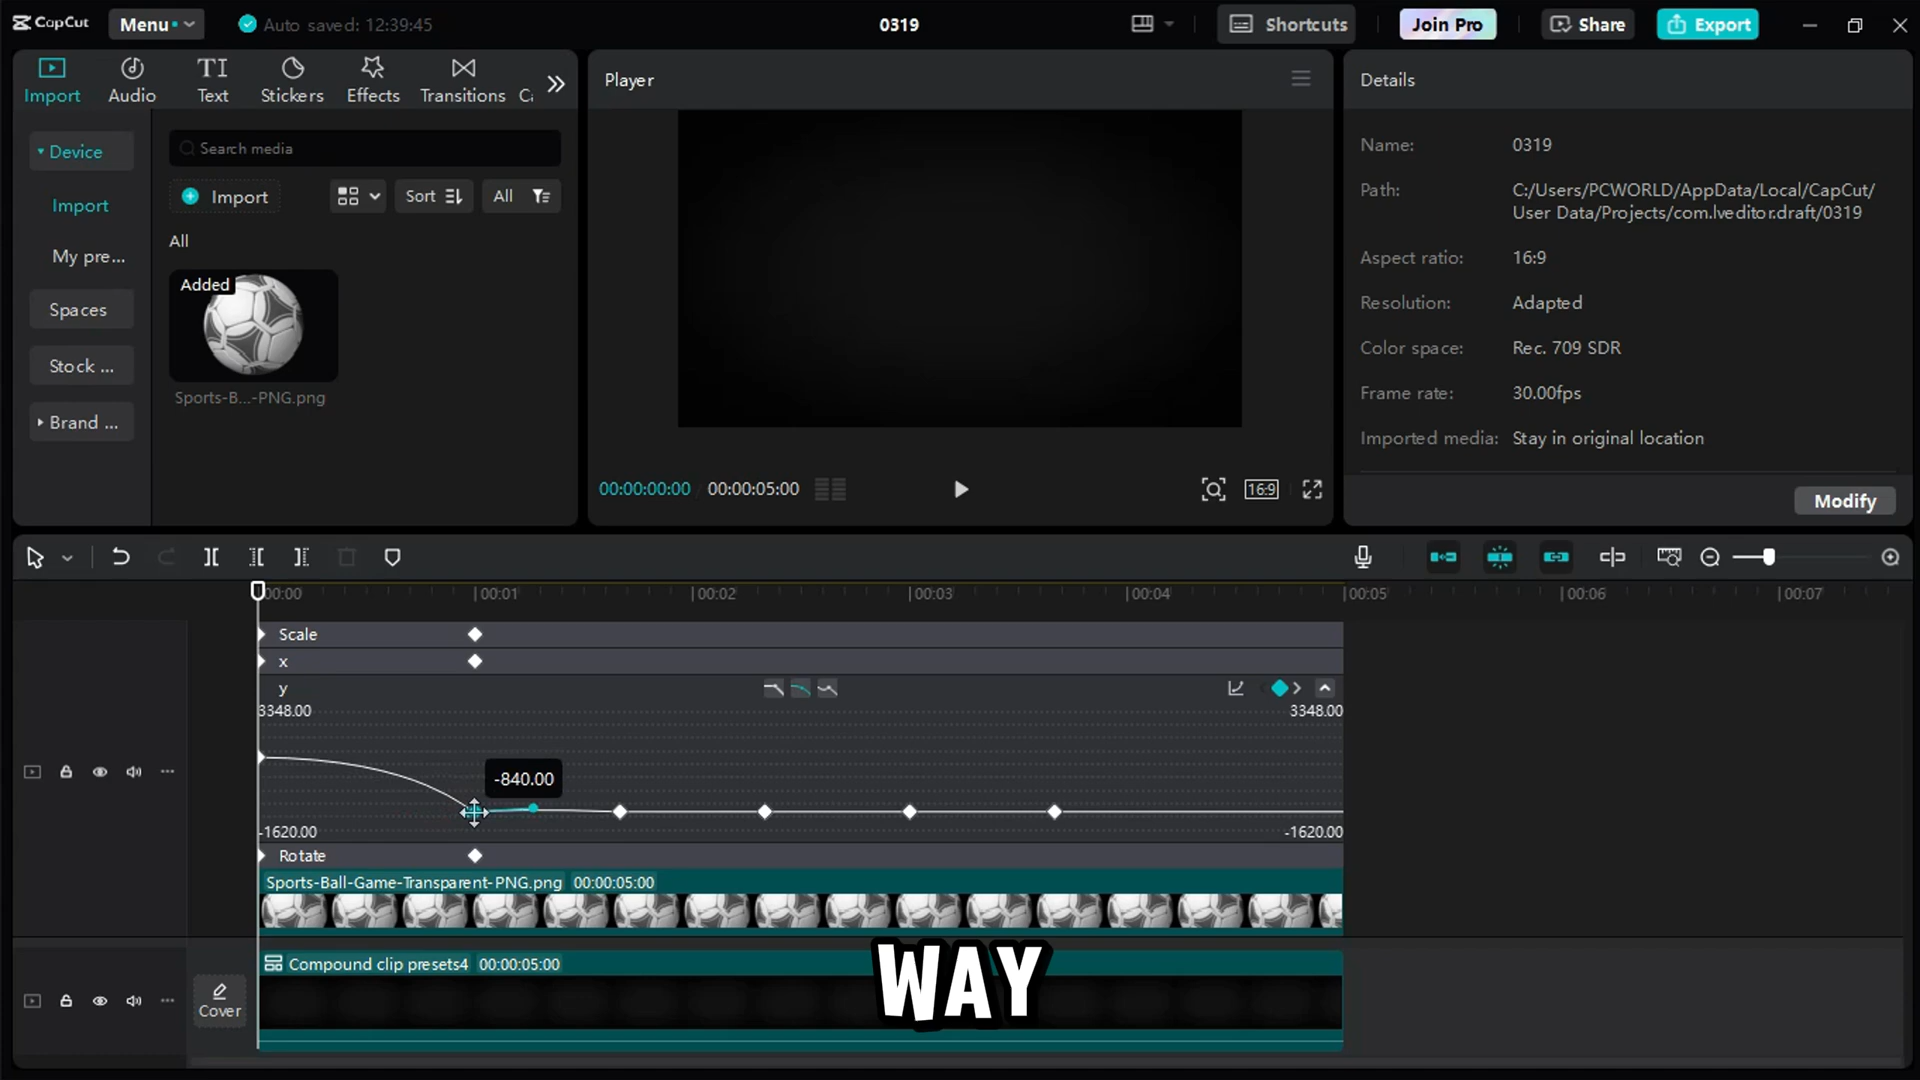 CapCut
Menu
Auto saved: 12:39:45
0319
Shortcuts
Join Pro
Share
Export
Import
Audio
TI
Text
Stickers
Effects
Transitions
Ca
Player
Details
Device
Import
My pre...
Spaces
Stock ...
Brand ...
Search media
Import
Sort
All
All
Added
Sports-B...-PNG.png
00:00:00:00
00:00:05:00
16:9
Name:
0319
Path:
C:/Users/PCWORLD/AppData/Local/CapCut/
User Data/Projects/com.lveditor.draft/0319
Aspect ratio:
16:9
Resolution:
Adapted
Color space:
Rec. 709 SDR
Frame rate:
30.00fps
Imported media:
Stay in original location
Modify
00:00
00:01
00:02
00:03
00:04
00:05
00:06
00:07
Scale
x
y
3348.00
3348.00
-840.00
-1620.00
-1620.00
Rotate
Sports-Ball-Game-Transparent-PNG.png 00:00:05:00
Compound clip presets4 00:00:05:00
Cover
WAY